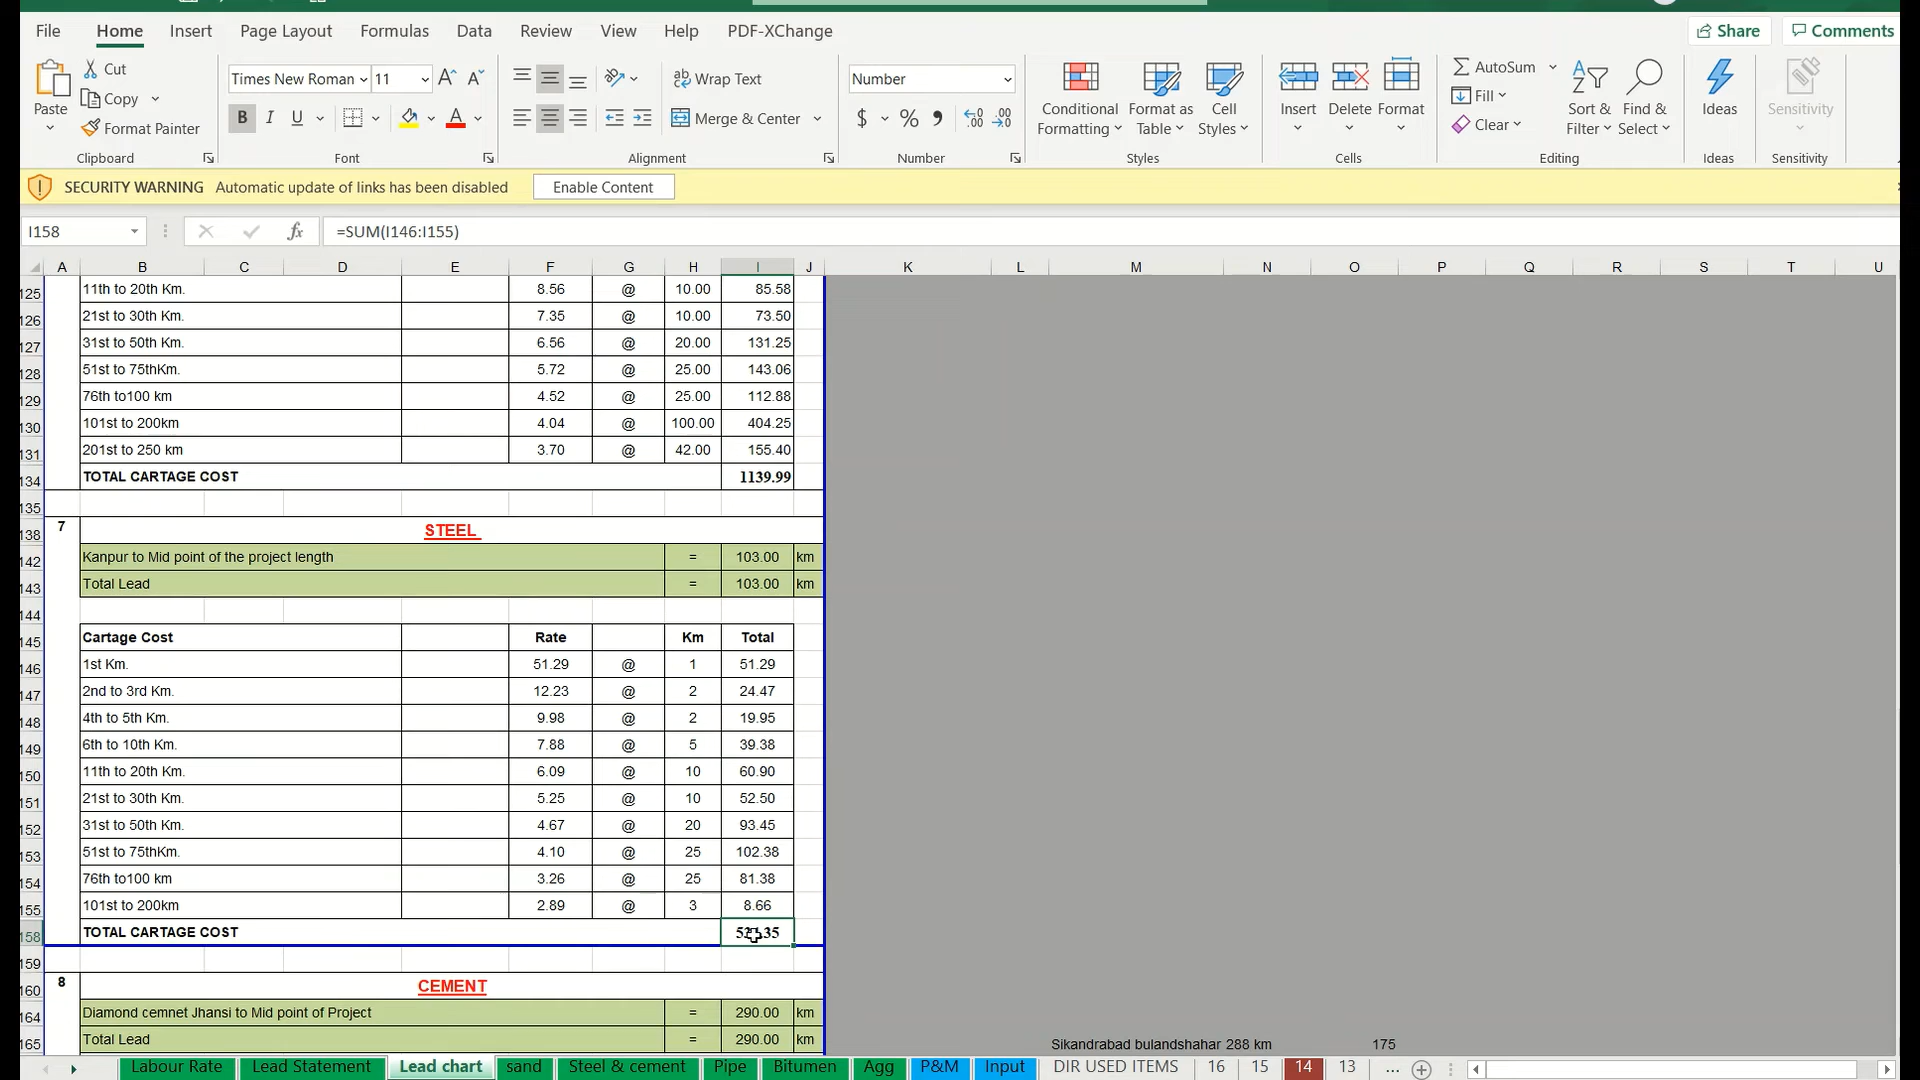 File Home Insert Page Layout Formulas Data Review View Help PDF-XChange Share Comments
Cut
Copy
Format Painter
Paste
Clipboard
Times New Roman 11
B I U
Font
Wrap Text
Merge & Center
Alignment
Number
$ %
Number
Conditional Formatting
Format as Table
Cell Styles
Styles
Insert Delete Format
Cells
AutoSum
Fill
Clear
Sort & Filter
Find & Select
Editing
Ideas
Ideas
Sensitivity
Sensitivity
SECURITY WARNING Automatic update of links has been disabled Enable Content
I158 fx =SUM(I146:I155)
A B C D E F G H I J K L M N O P Q R S T U
125 11th to 20th Km. 8.56 @ 10.00 85.58
126 21st to 30th Km. 7.35 @ 10.00 73.50
127 31st to 50th Km. 6.56 @ 20.00 131.25
128 51st to 75thKm. 5.72 @ 25.00 143.06
129 76th to100 km 4.52 @ 25.00 112.88
130 101st to 200km 4.04 @ 100.00 404.25
131 201st to 250 km 3.70 @ 42.00 155.40
134 TOTAL CARTAGE COST 1139.99
135
138 7 STEEL
142 Kanpur to Mid point of the project length = 103.00 km
143 Total Lead = 103.00 km
144
145 Cartage Cost Rate Km Total
146 1st Km. 51.29 @ 1 51.29
147 2nd to 3rd Km. 12.23 @ 2 24.47
148 4th to 5th Km. 9.98 @ 2 19.95
149 6th to 10th Km. 7.88 @ 5 39.38
150 11th to 20th Km. 6.09 @ 10 60.90
151 21st to 30th Km. 5.25 @ 10 52.50
152 31st to 50th Km. 4.67 @ 20 93.45
153 51st to 75thKm. 4.10 @ 25 102.38
154 76th to100 km 3.26 @ 25 81.38
155 101st to 200km 2.89 @ 3 8.66
158 TOTAL CARTAGE COST
159
160 8 CEMENT
164 Diamond cemnet Jhansi to Mid point of Project = 290.00 km
165 Total Lead = 290.00 km Sikandrabad bulandshahar 288 km 175
Labour Rate Lead Statement Lead chart sand Steel & cement Pipe Bitumen Agg P&M Input DIR USED ITEMS 16 15 14 13 ...